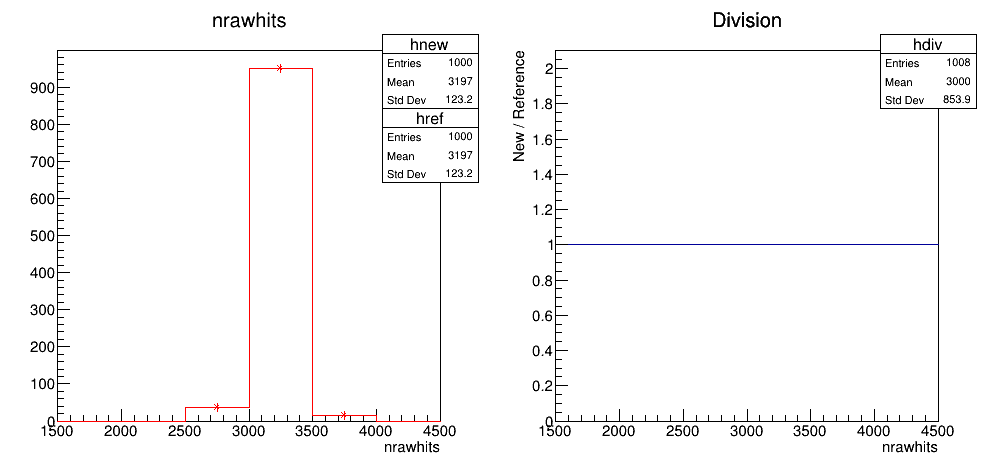 nrawhits
hnew
Entries 1000
Mean 3197
Std Dev 123.2
href
Entries 1000
Mean 3197
Std Dev 123.2
900
800
700
600
500
400
300
200
100
0
1500 2000 2500 3000 3500 4000 4500
nrawhits
Division
hdiv
Entries 1008
Mean 3000
Std Dev 853.9
New / Reference
2
1.8
1.6
1.4
1.2
1
0.8
0.6
0.4
0.2
0
1500 2000 2500 3000 3500 4000 4500
nrawhits